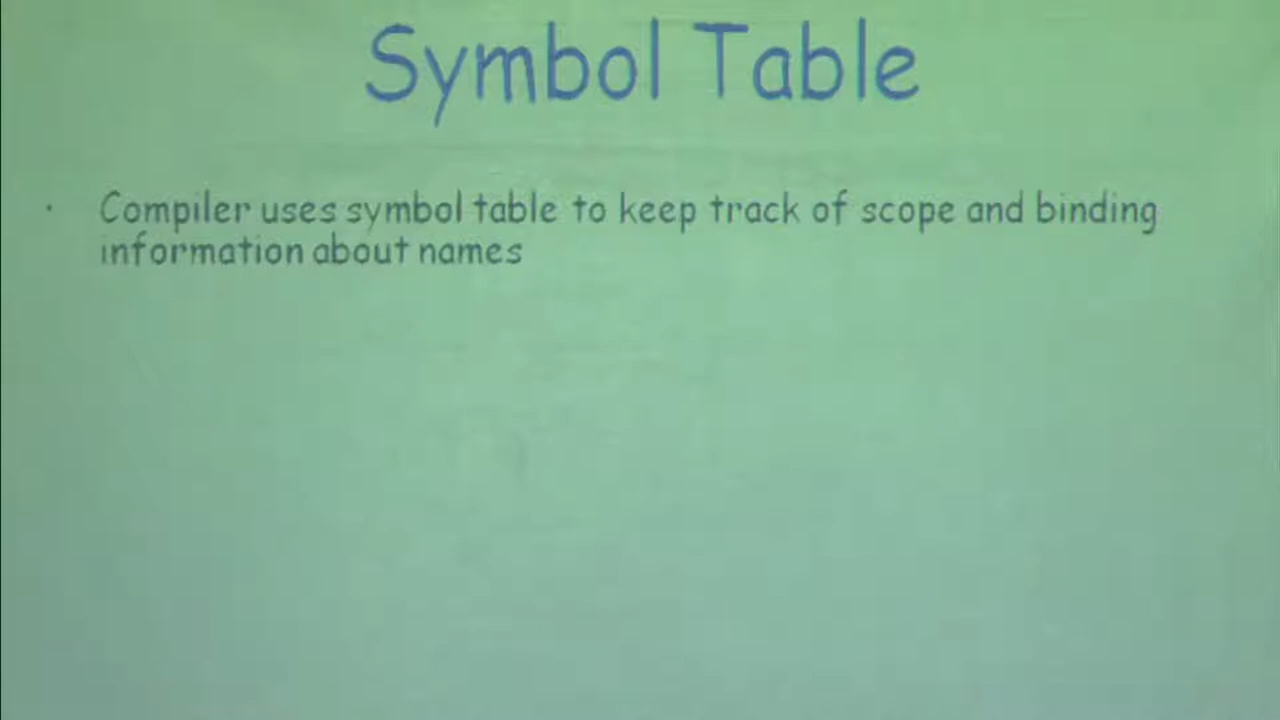 Symbol Table
· Compiler uses symbol table to keep track of scope and binding
information about names